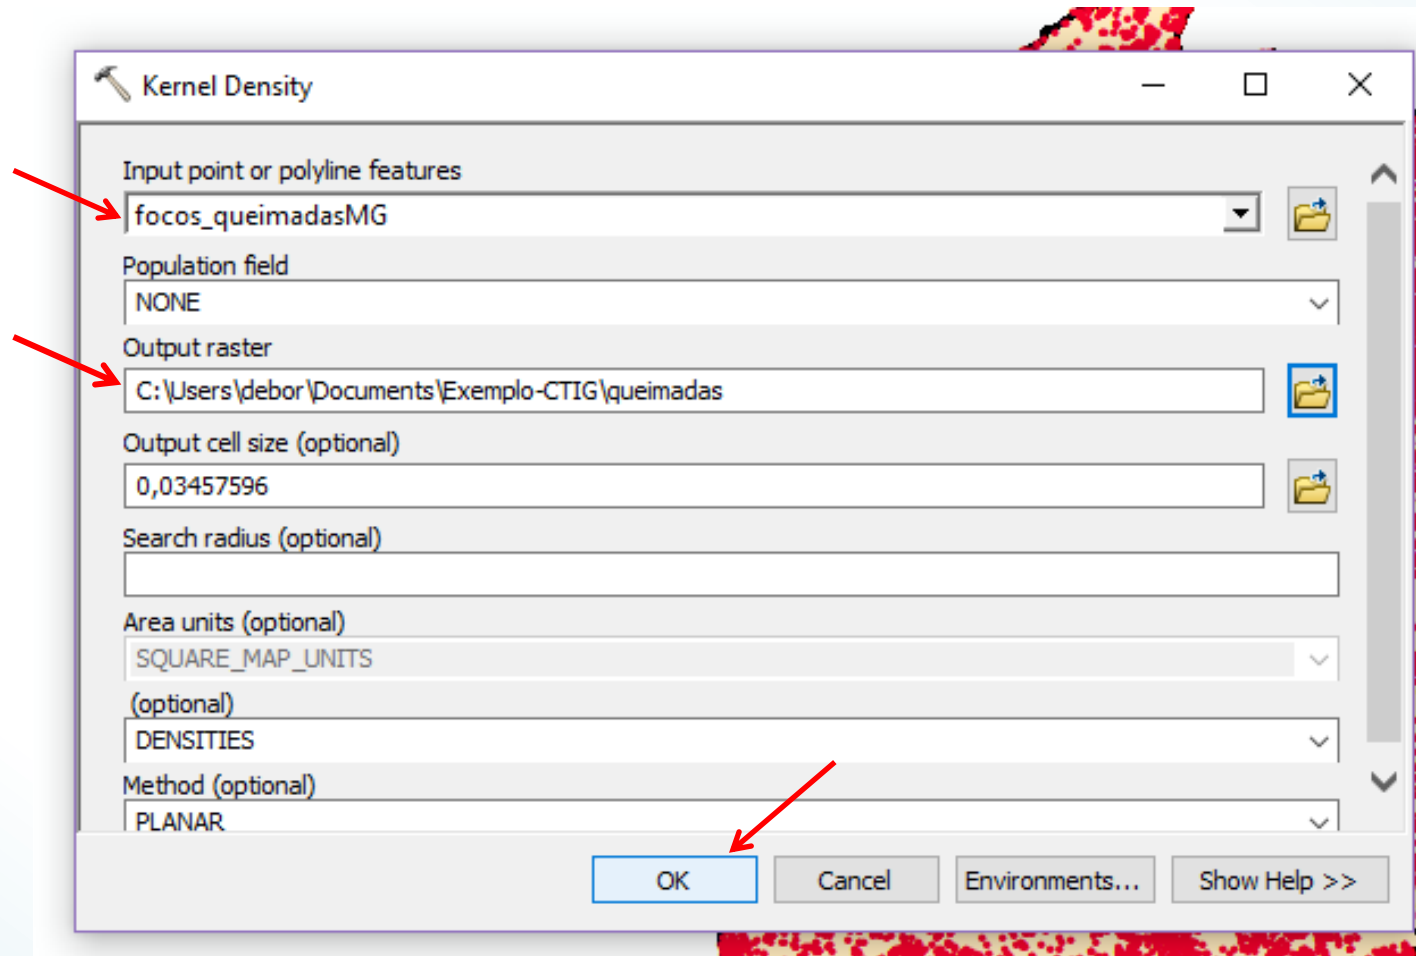 Kernel Density
Input point or polyline features
focos_queimadasMG
Population field
NONE
Output raster
C:\Users\debor\Documents\Exemplo-CTIG\queimadas
Output cell size (optional)
0,03457596
Search radius (optional)
Area units (optional)
SQUARE_MAP_UNITS
(optional)
DENSITIES
Method (optional)
PLANAR
OK Cancel Environments... Show Help >>